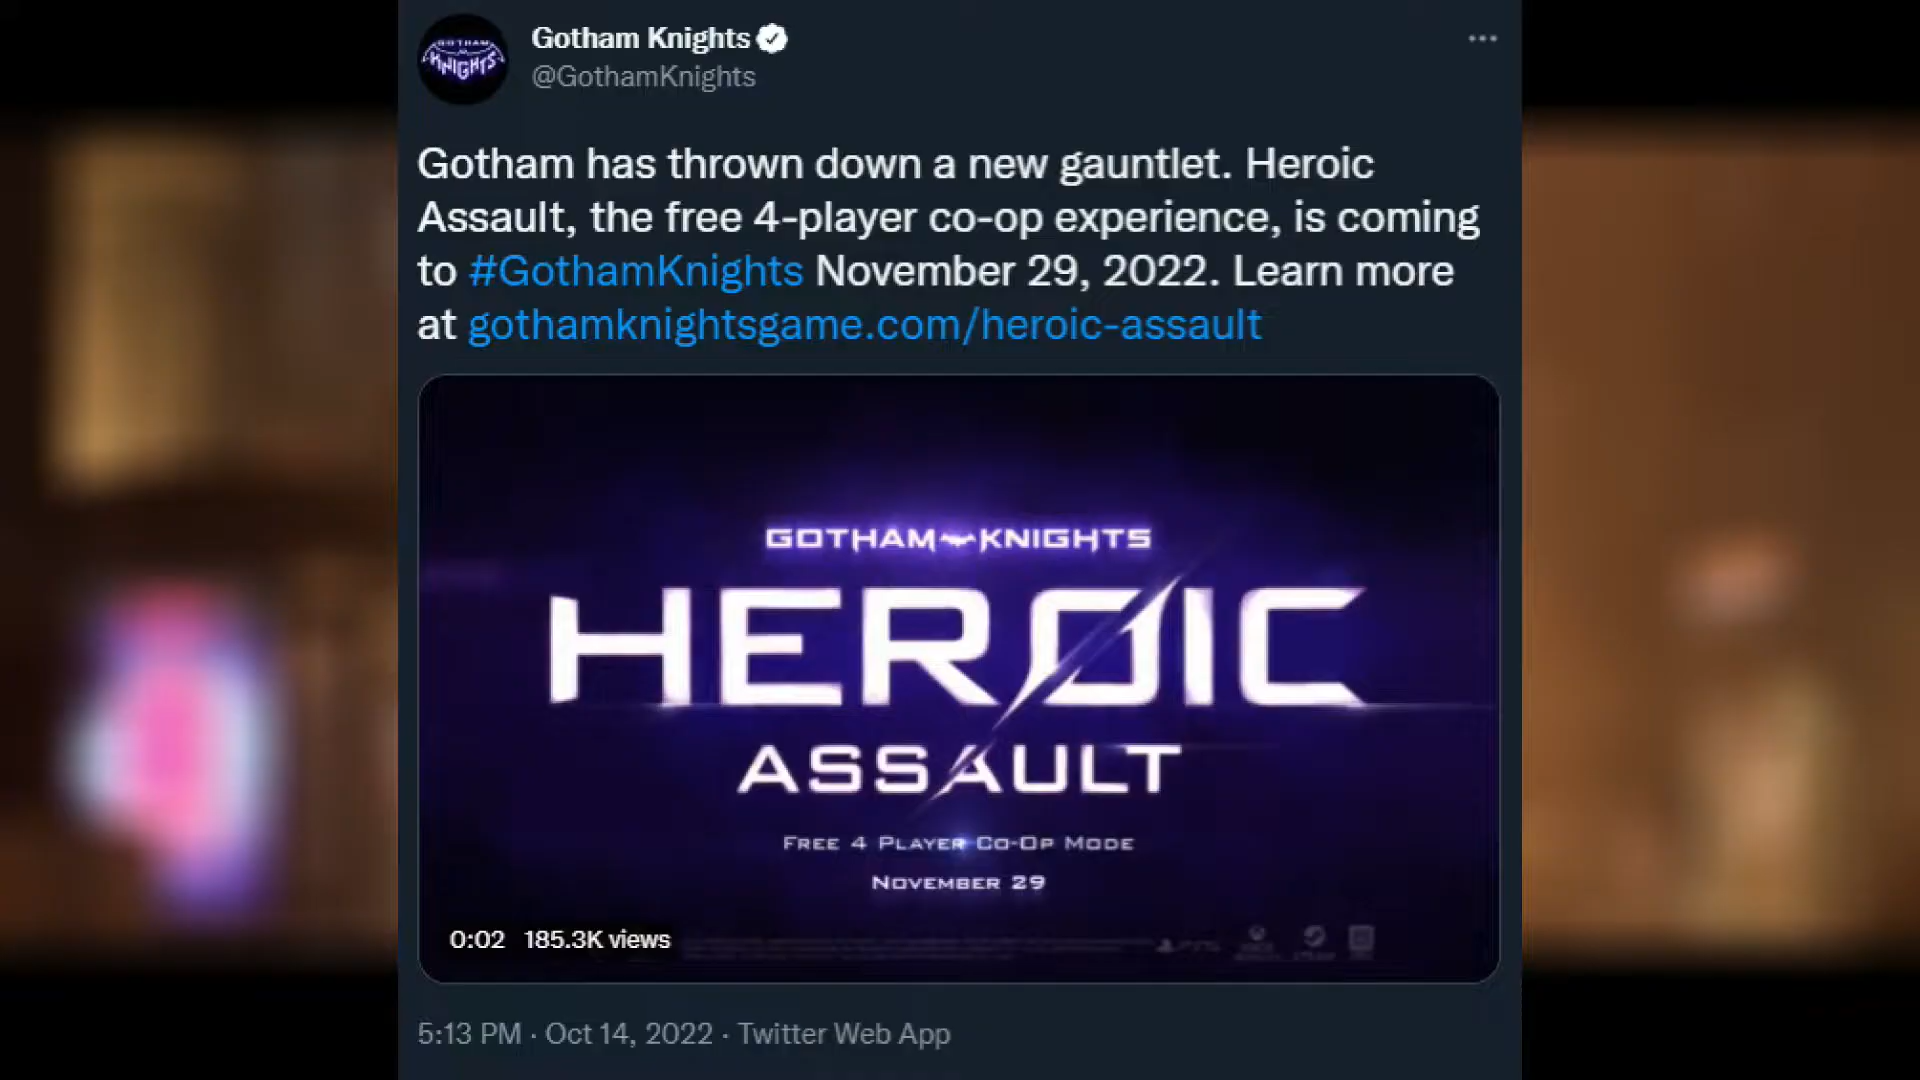 GOTHAM
KNIGHTS
Gotham Knights
@GothamKnights
Gotham has thrown down a new gauntlet. Heroic
Assault, the free 4-player co-op experience, is coming
to #GothamKnights November 29, 2022. Learn more
at gothamknightsgame.com/heroic-assault
GOTHAM KNIGHTS
HEROIC
ASSAULT
FREE 4 PLAYER CO-OP MODE
NOVEMBER 29
0:02 185.3K views
PS5
5:13 PM · Oct 14, 2022 · Twitter Web App